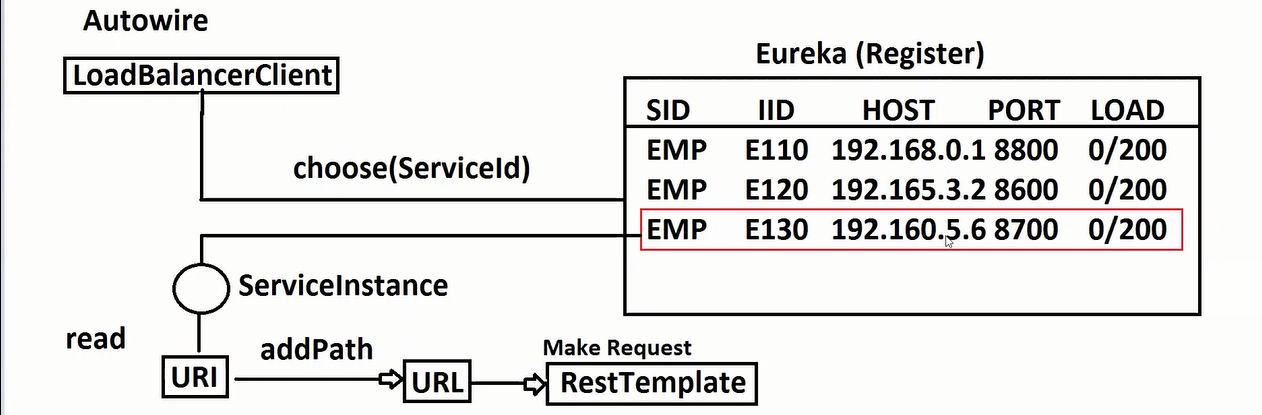 Autowire
LoadBalancerClient
Eureka (Register)
SID IID HOST PORT LOAD
EMP E110 192.168.0.1 8800 0/200
EMP E120 192.165.3.2 8600 0/200
EMP E130 192.160.5.6 8700 0/200
choose(ServiceId)
ServiceInstance
read
URI
addPath
URL
Make Request
RestTemplate